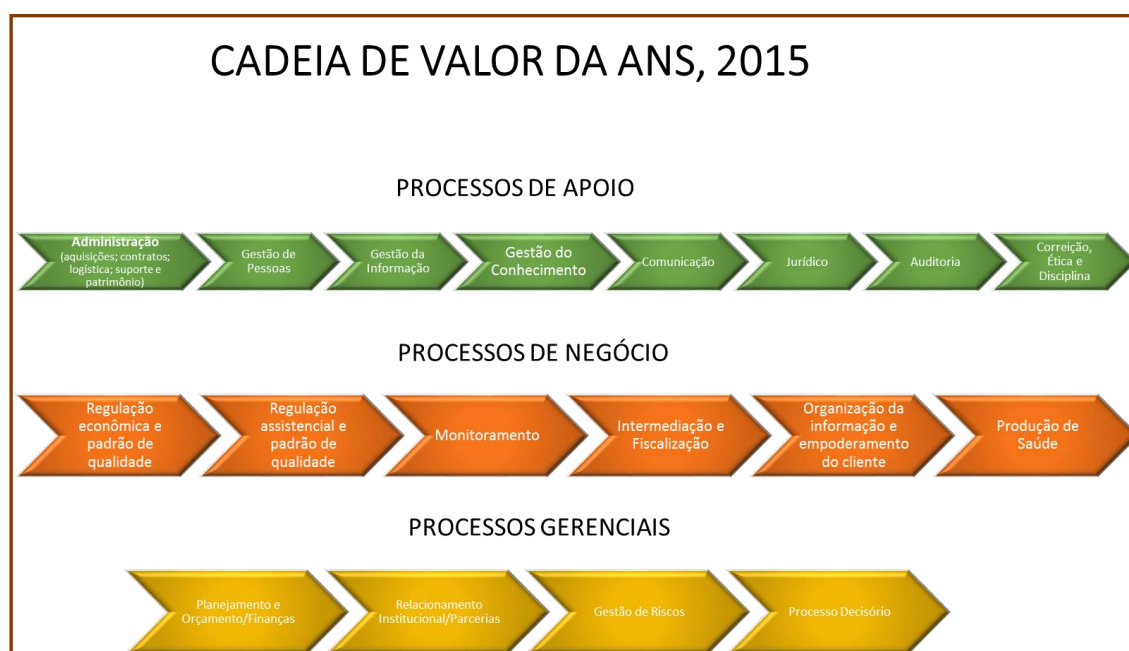 CADEIA DE VALOR DA ANS, 2015
PROCESSOS DE APOIO
Administração
(aquisições; contratos;
logística; suporte e
patrimônio)
Gestão de
Pessoas
Gestão da
Informação
Gestão do
Conhecimento
Comunicação
Jurídico
Auditoria
Correição,
Ética e
Disciplina
PROCESSOS DE NEGÓCIO
Regulação
econômica e
padrão de
qualidade
Regulação
assistencial e
padrão de
qualidade
Monitoramento
Intermediação e
Fiscalização
Organização da
informação e
empoderamento
do cliente
Produção de
Saúde
PROCESSOS GERENCIAIS
Planejamento e
Orçamento/Finanças
Relacionamento
Institucional/Parcerias
Gestão de Riscos
Processo Decisório